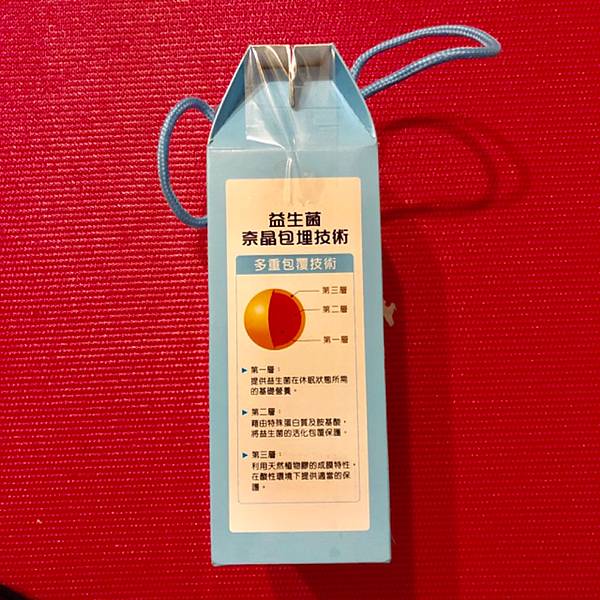 益生菌
奈晶包埋技術
多重包覆技術
第三層
第二層
第一層
▶ 第一層：
提供益生菌在休眠狀態所需
的基礎營養。
▶ 第二層：
藉由特殊蛋白質及胺基酸，
將益生菌的活化包覆保護。
▶ 第三層：
利用天然植物膠的成膜特性，
在酸性環境下提供適當的保
護。